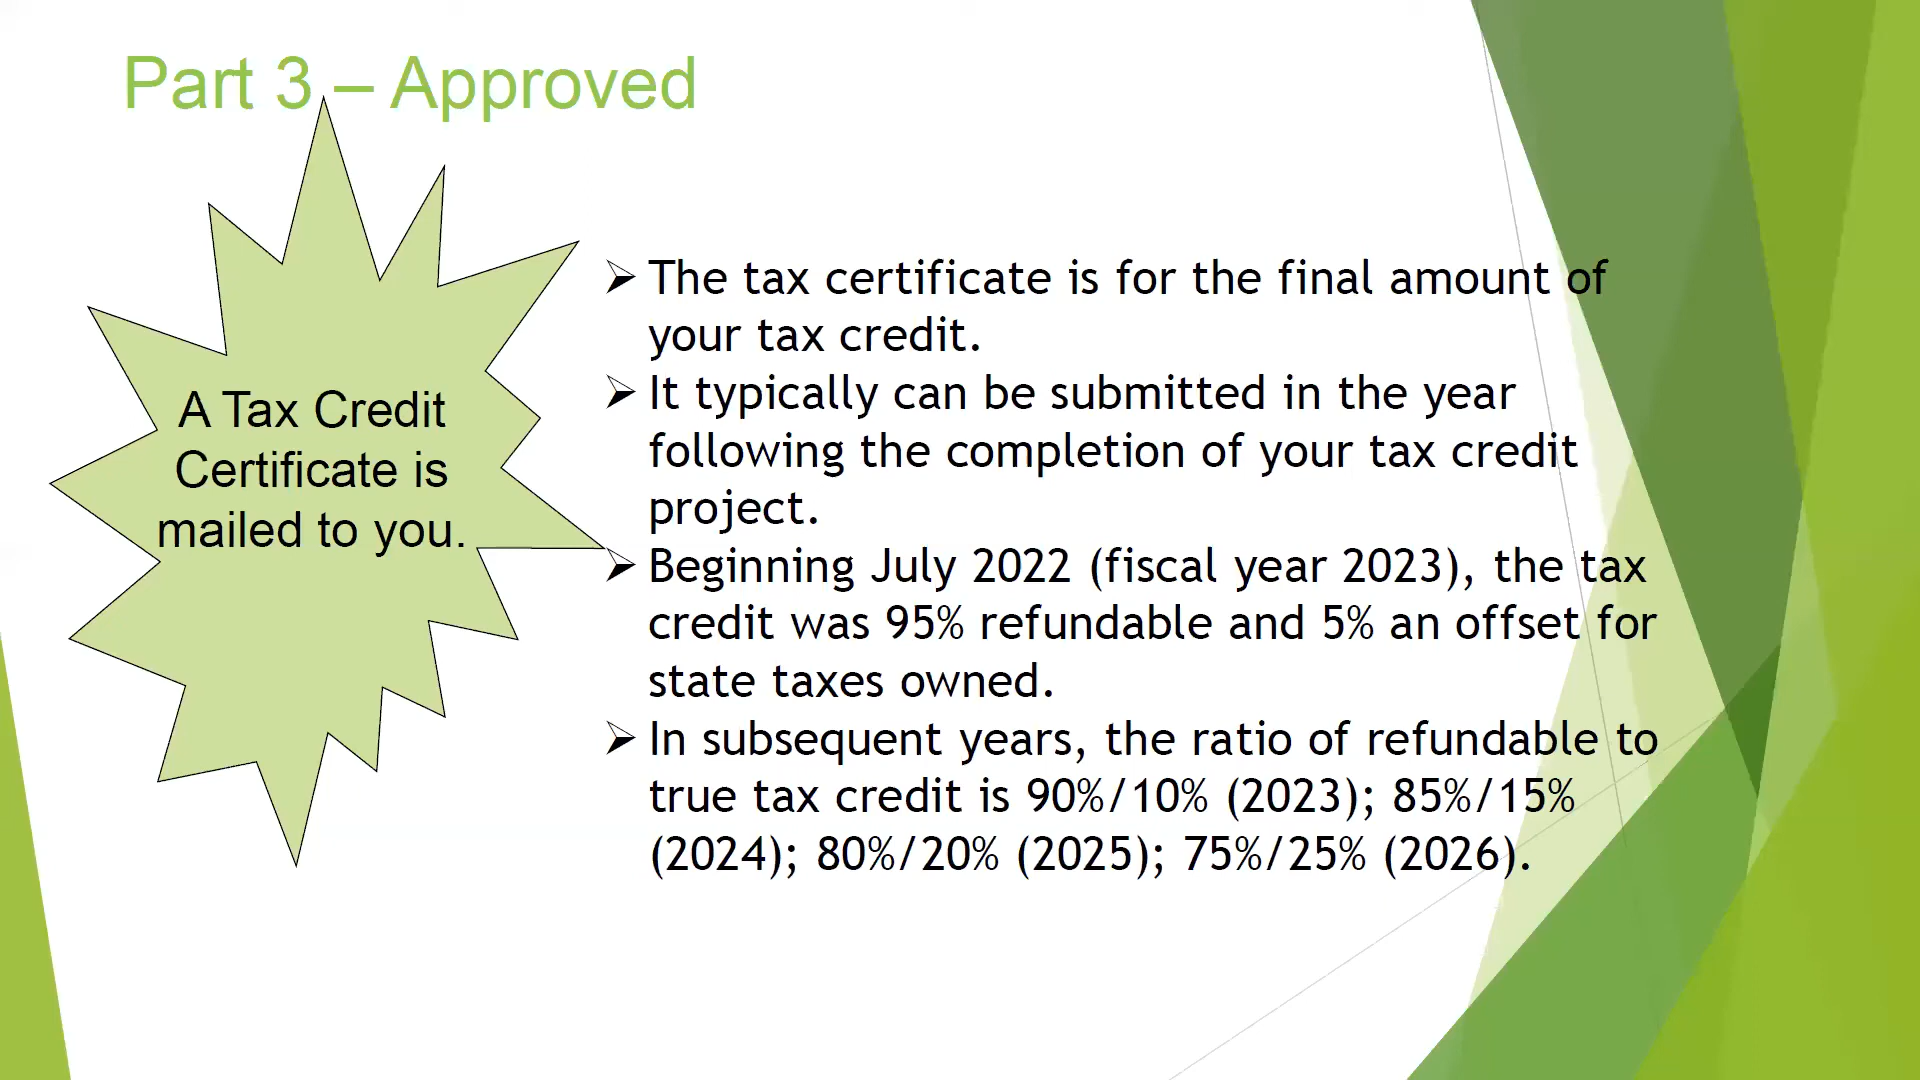 Part 3 – Approved
A Tax Credit
Certificate is
mailed to you.
➢ The tax certificate is for the final amount of
your tax credit.
➢ It typically can be submitted in the year
following the completion of your tax credit
project.
➢ Beginning July 2022 (fiscal year 2023), the tax
credit was 95% refundable and 5% an offset for
state taxes owned.
➢ In subsequent years, the ratio of refundable to
true tax credit is 90%/10% (2023); 85%/15%
(2024); 80%/20% (2025); 75%/25% (2026).